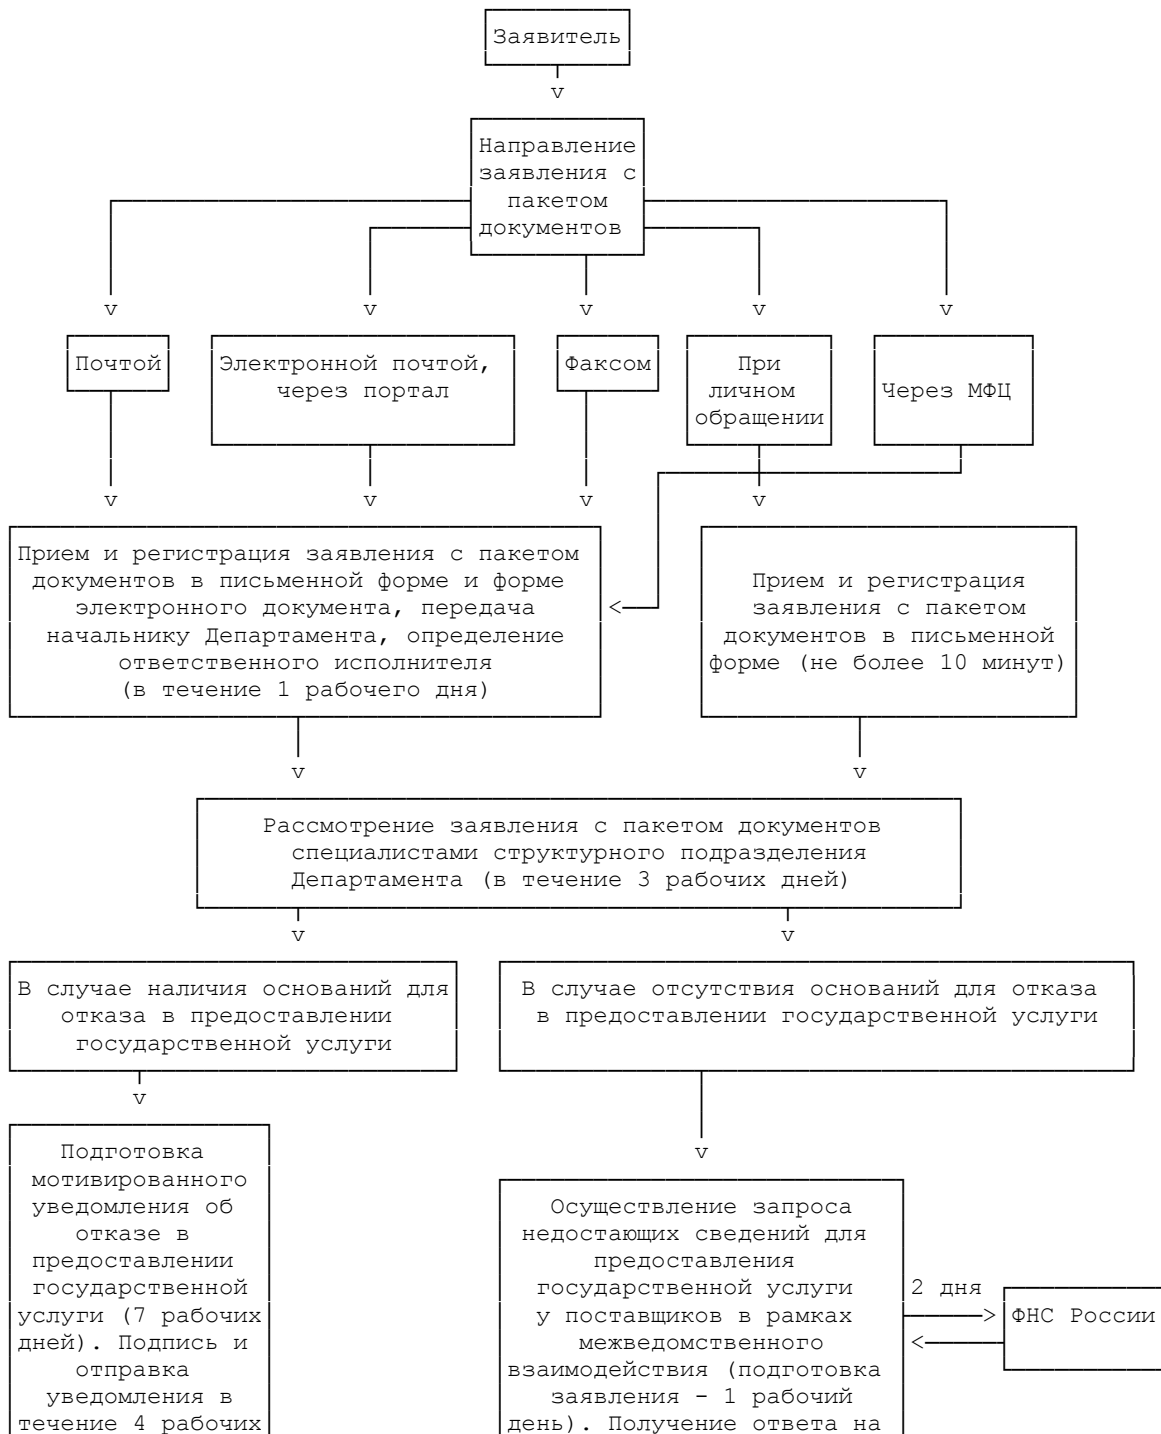 Заявитель
v
Направление
заявления с
пакетом
документов
v v v v v
Почтой
Электронной почтой,
через портал
Факсом
При
личном
обращении
Через МФЦ
v v v v
Прием и регистрация заявления с пакетом
документов в письменной форме и форме
электронного документа, передача
начальнику Департамента, определение
ответственного исполнителя
(в течение 1 рабочего дня)
<
Прием и регистрация
заявления с пакетом
документов в письменной
форме (не более 10 минут)
v v
Рассмотрение заявления с пакетом документов
специалистами структурного подразделения
Департамента (в течение 3 рабочих дней)
v v
В случае наличия оснований для
отказа в предоставлении
государственной услуги
В случае отсутствия оснований для отказа
в предоставлении государственной услуги
v
v
Подготовка
мотивированного
уведомления об
отказе в
предоставлении
государственной
услуги (7 рабочих
дней). Подпись и
отправка
уведомления в
течение 4 рабочих
Осуществление запроса
недостающих сведений для
предоставления
государственной услуги
у поставщиков в рамках
межведомственного
взаимодействия (подготовка
заявления - 1 рабочий
день). Получение ответа на
2 дня
>
<
ФНС России